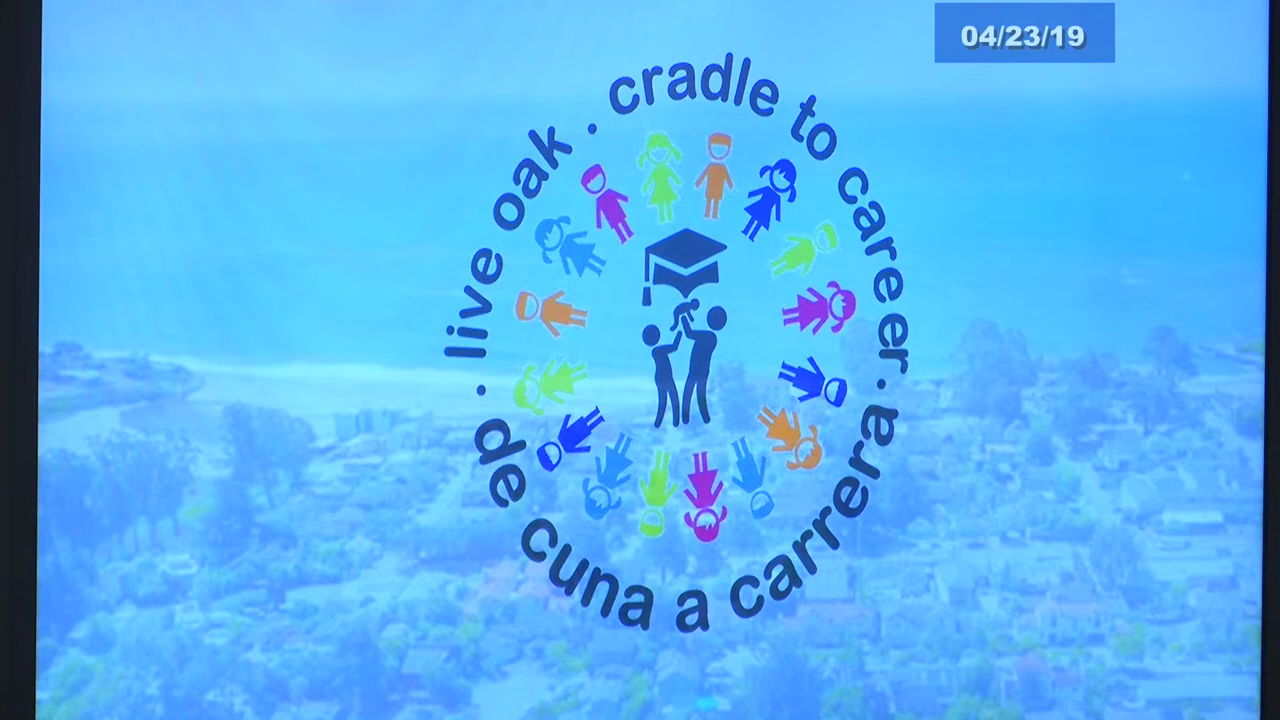 04/23/19
live oak . cradle to career .
de cuna a carrera .